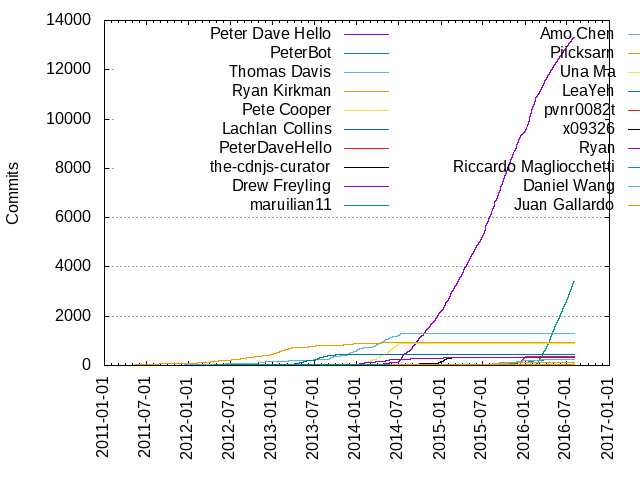 14000
12000
10000
8000
6000
4000
2000
0
Commits
Peter Dave Hello
PeterBot
Thomas Davis
Ryan Kirkman
Pete Cooper
Lachlan Collins
PeterDaveHello
the-cdnjs-curator
Drew Freyling
maruilian11
Amo Chen
Piicksarn
Una Ma
LeaYeh
pvnr0082t
x09326
Ryan
Riccardo Magliocchetti
Daniel Wang
Juan Gallardo
2011-01-01
2011-07-01
2012-01-01
2012-07-01
2013-01-01
2013-07-01
2014-01-01
2014-07-01
2015-01-01
2015-07-01
2016-01-01
2016-07-01
2017-01-01